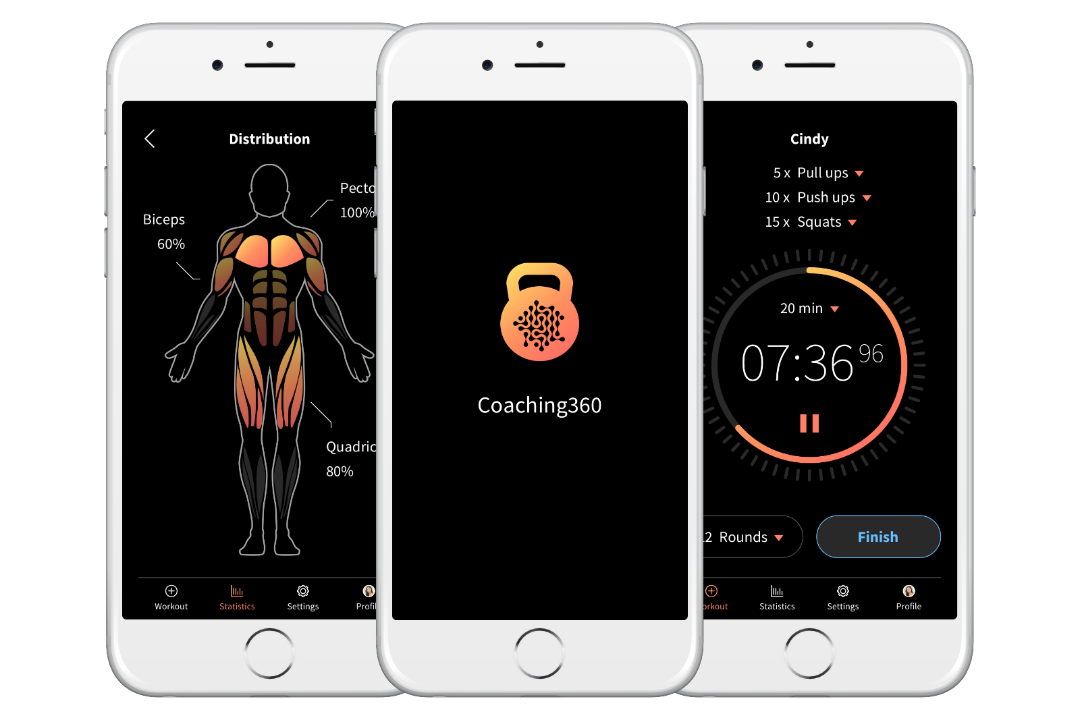 Distribution
Pecto
100%
Biceps
60%
Quadric
80%
Workout
Statistics
Settings
Profil
Coaching360
Cindy
5 x Pull ups
10 x Push ups
15 x Squats
20 min
07:36 96
2 Rounds
Finish
orkout
Statistics
Settings
Profile